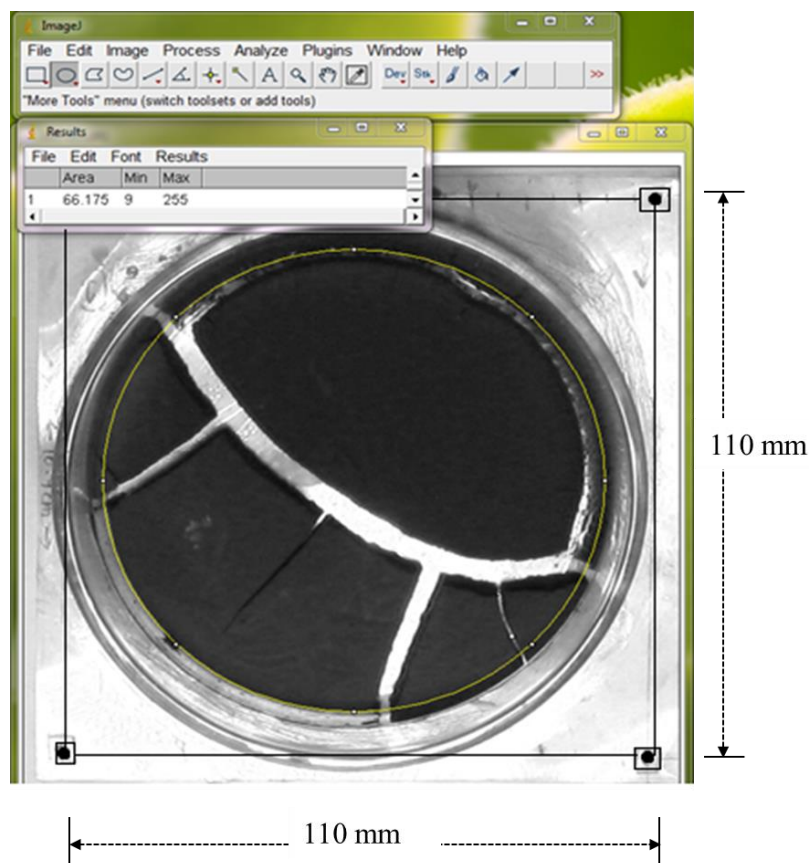 ImageJ
File Edit Image Process Analyze Plugins Window Help
Dev Stk >>
"More Tools" menu (switch toolsets or add tools)
Results
File Edit Font Results
Area Min Max
1 66.175 9 255
110 mm
110 mm